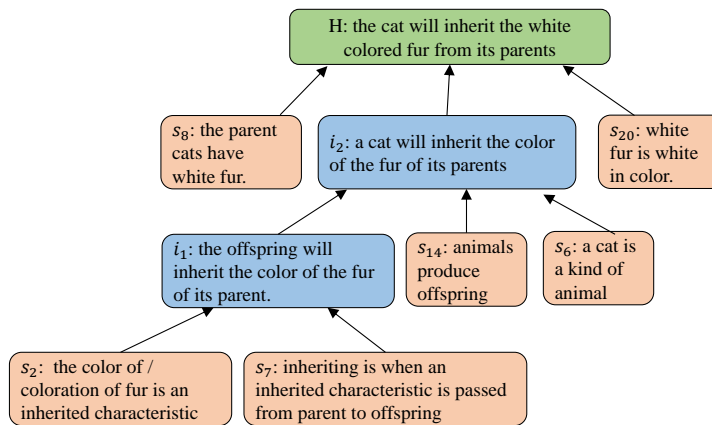 H: the cat will inherit the white
colored fur from its parents
s₈: the parent
cats have
white fur.
i₂: a cat will inherit the color
of the fur of its parents
s₂₀: white
fur is white
in color.
i₁: the offspring will
inherit the color of the fur
of its parent.
s₁₄: animals
produce
offspring
s₆: a cat is
a kind of
animal
s₂: the color of /
coloration of fur is an
inherited characteristic
s₇: inheriting is when an
inherited characteristic is passed
from parent to offspring